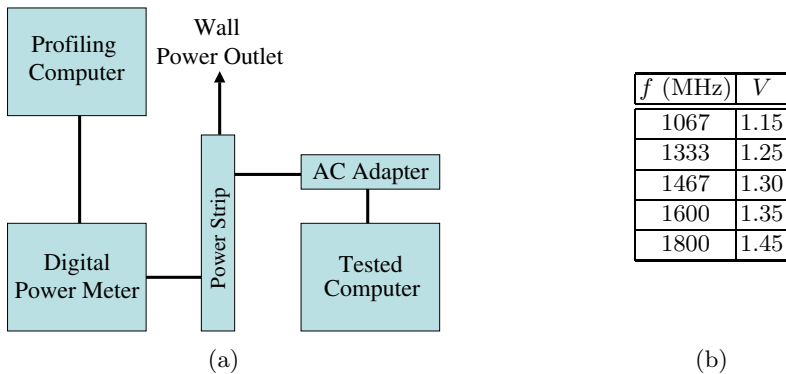 Profiling
Computer
Wall
Power Outlet
Power Strip
AC Adapter
Digital
Power Meter
Tested
Computer
(a)
f (MHz) V
1067 1.15
1333 1.25
1467 1.30
1600 1.35
1800 1.45
(b)